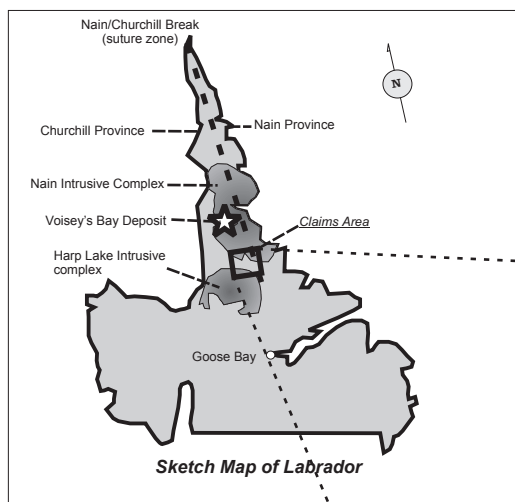 Nain/Churchill Break
(suture zone)
N
Churchill Province
Nain Province
Nain Intrusive Complex
Voisey's Bay Deposit
Claims Area
Harp Lake Intrusive
complex
Goose Bay
Sketch Map of Labrador